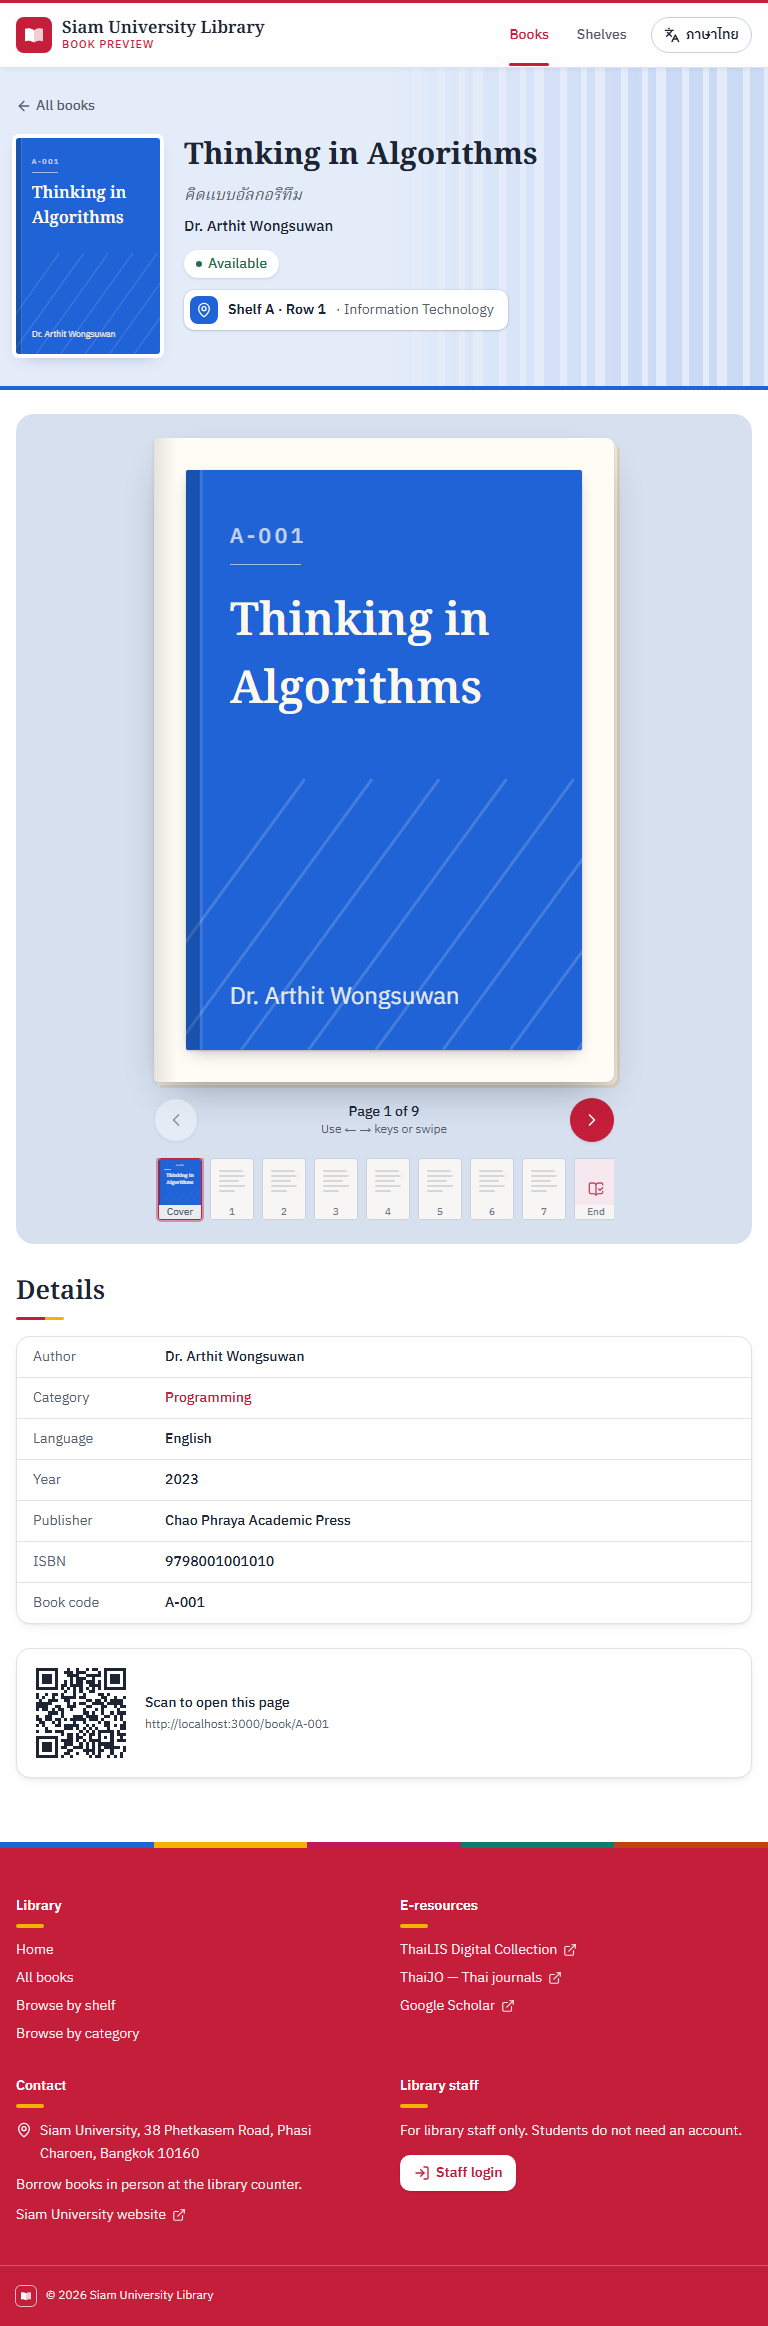 Siam University Library
BOOK PREVIEW
Books
Shelves
ภาษาไทย
All books
A-001
Thinking in
Algorithms
Dr. Arthit Wongsuwan
Thinking in Algorithms
คิดแบบอัลกอริทึม
Dr. Arthit Wongsuwan
Available
Shelf A · Row 1 · Information Technology
A-001
Thinking in
Algorithms
Dr. Arthit Wongsuwan
Page 1 of 9
Use ← → keys or swipe
Thinking in
Algorithms
Cover
1
2
3
4
5
6
7
End
Details
Author Dr. Arthit Wongsuwan
Category Programming
Language English
Year 2023
Publisher Chao Phraya Academic Press
ISBN 9798001001010
Book code A-001
Scan to open this page
http://localhost:3000/book/A-001
Library
Home
All books
Browse by shelf
Browse by category
E-resources
ThaiLIS Digital Collection
ThaiJO — Thai journals
Google Scholar
Contact
Siam University, 38 Phetkasem Road, Phasi
Charoen, Bangkok 10160
Borrow books in person at the library counter.
Siam University website
Library staff
For library staff only. Students do not need an account.
Staff login
© 2026 Siam University Library